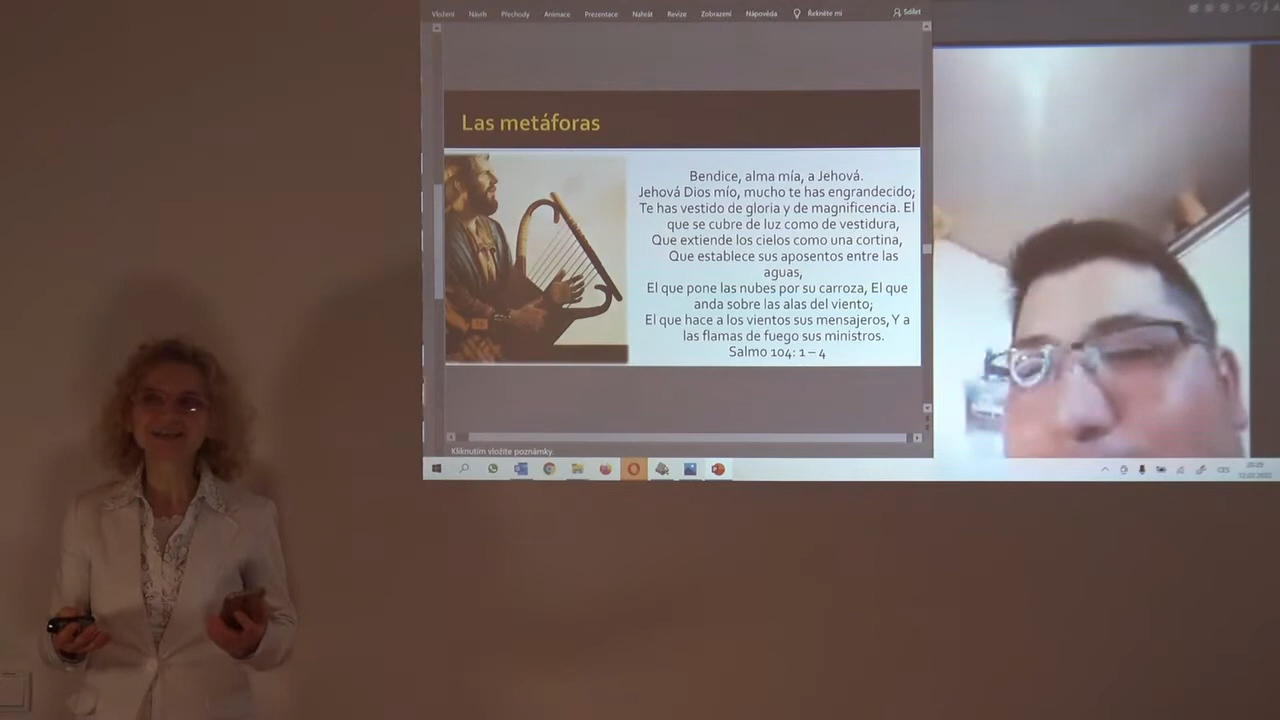 Vložení Návrh Přechody Animace Prezentace Nahrát Revize Zobrazení Nápověda Řekněte mi Sdílet
Las metáforas
Bendice, alma mía, a Jehová.
Jehová Dios mío, mucho te has engrandecido;
Te has vestido de gloria y de magnificencia. El
que se cubre de luz como de vestidura,
Que extiende los cielos como una cortina,
Que establece sus aposentos entre las
aguas,
El que pone las nubes por su carroza, El que
anda sobre las alas del viento;
El que hace a los vientos sus mensajeros, Y a
las flamas de fuego sus ministros.
Salmo 104: 1 – 4
Kliknutím vložíte poznámky.
CES